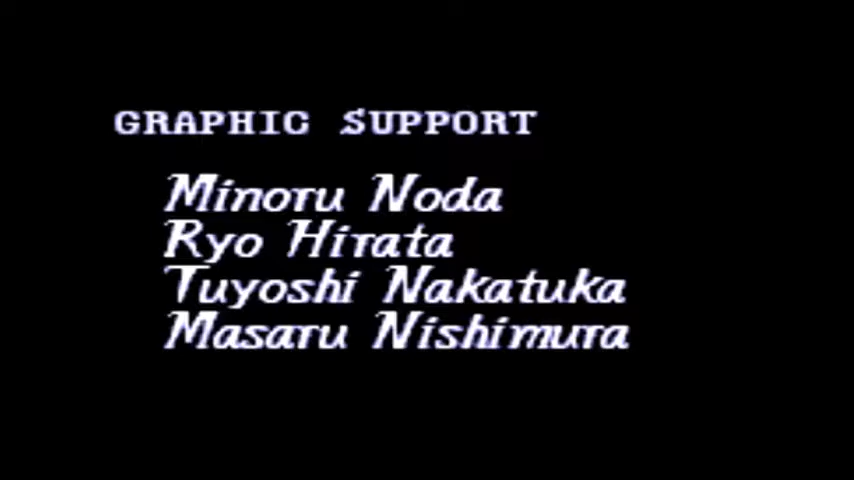 GRAPHIC SUPPORT
Minoru Noda
Ryo Hirata
Tuyoshi Nakatuka
Masaru Nishimura